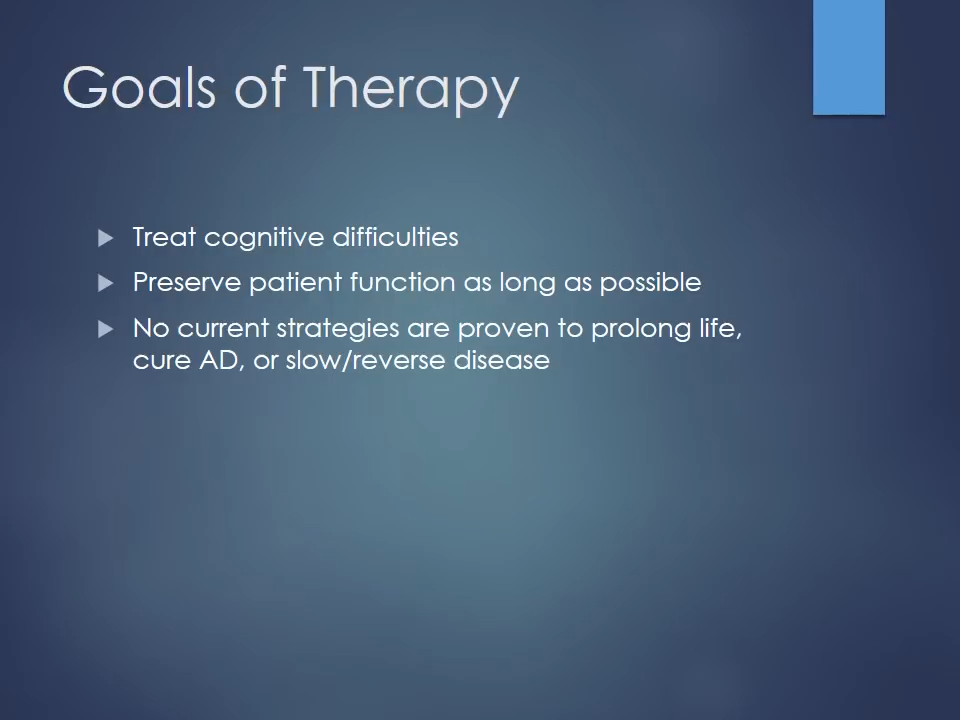 Goals of Therapy
Treat cognitive difficulties
Preserve patient function as long as possible
No current strategies are proven to prolong life,
cure AD, or slow/reverse disease